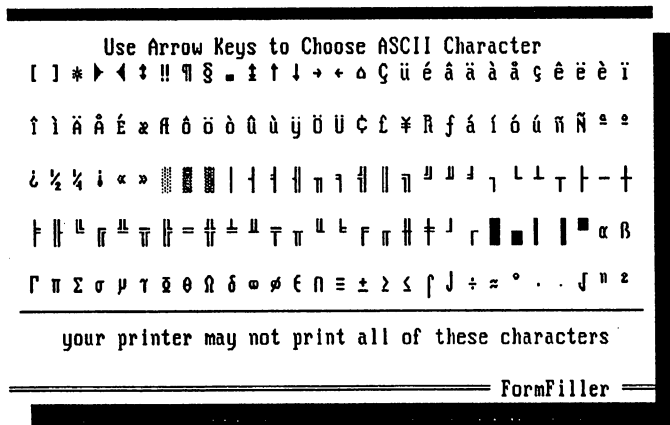 Use Arrow Keys to Choose ASCII Character
[ ] * ► ◄ ↕ ‼ ¶ § ▬ ↨ ↑ ↓ → ← ⌂ Ç ü é â ä à å ç ê ë è ï
î ì Ä Å É æ Æ ô ö ò û ù ÿ Ö Ü ¢ £ ¥ ₧ ƒ á í ó ú ñ Ñ ª º
¿ ½ ¼ ¡ « » ░ ▒ ▓ │ ┤ ╡ ╢ ╖ ╕ ╣ ║ ╗ ╝ ╜ ╛ ┐ └ ┴ ┬ ├ ─ ┼
╞ ╟ ╚ ╔ ╩ ╦ ╠ ═ ╬ ╧ ╨ ╤ ╥ ╙ ╘ ╒ ╓ ╫ ╪ ┘ ┌ █ ▄ ▌ ▐ ▀ α ß
Γ π Σ σ µ τ Φ Θ Ω δ ∞ φ ε ∩ ≡ ± ≥ ≤ ⌠ ⌡ ÷ ≈ ° ∙ · √ ⁿ ²
your printer may not print all of these characters
FormFiller